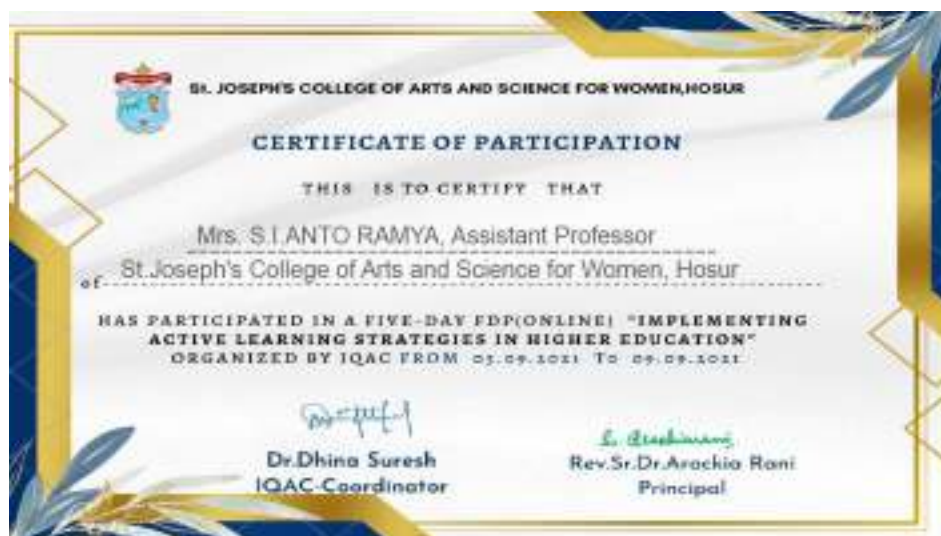 St. JOSEPH'S COLLEGE OF ARTS AND SCIENCE FOR WOMEN,HOSUR
CERTIFICATE OF PARTICIPATION
THIS IS TO CERTIFY THAT
Mrs. S.I.ANTO RAMYA, Assistant Professor
of St.Joseph's College of Arts and Science for Women, Hosur
HAS PARTICIPATED IN A FIVE-DAY FDP(ONLINE) "IMPLEMENTING
ACTIVE LEARNING STRATEGIES IN HIGHER EDUCATION"
ORGANIZED BY IQAC FROM 05.09.2021 To 09.09.2021
Dr.Dhina Suresh
Rev.Sr.Dr.Arockia Rani
IQAC-Coordinator
Principal